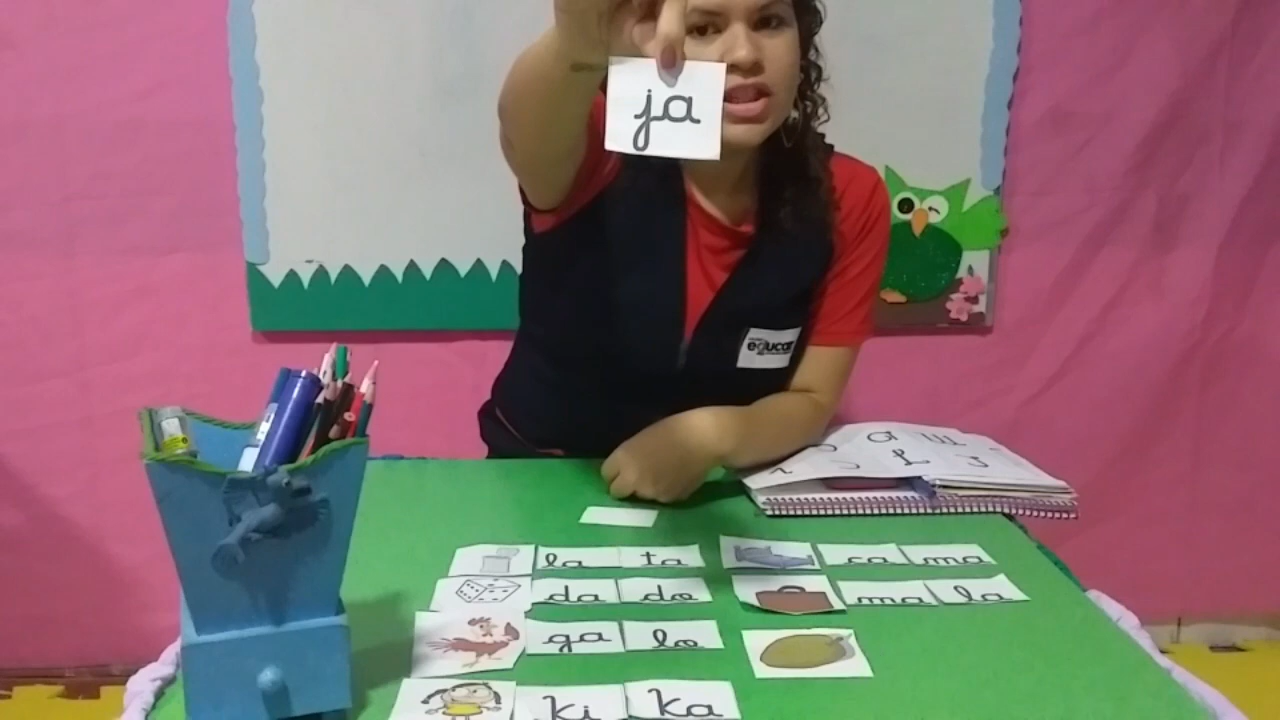 ja
educar
a m
i L J
la ta
ca ma
da do
ma la
ga lo
ki ka